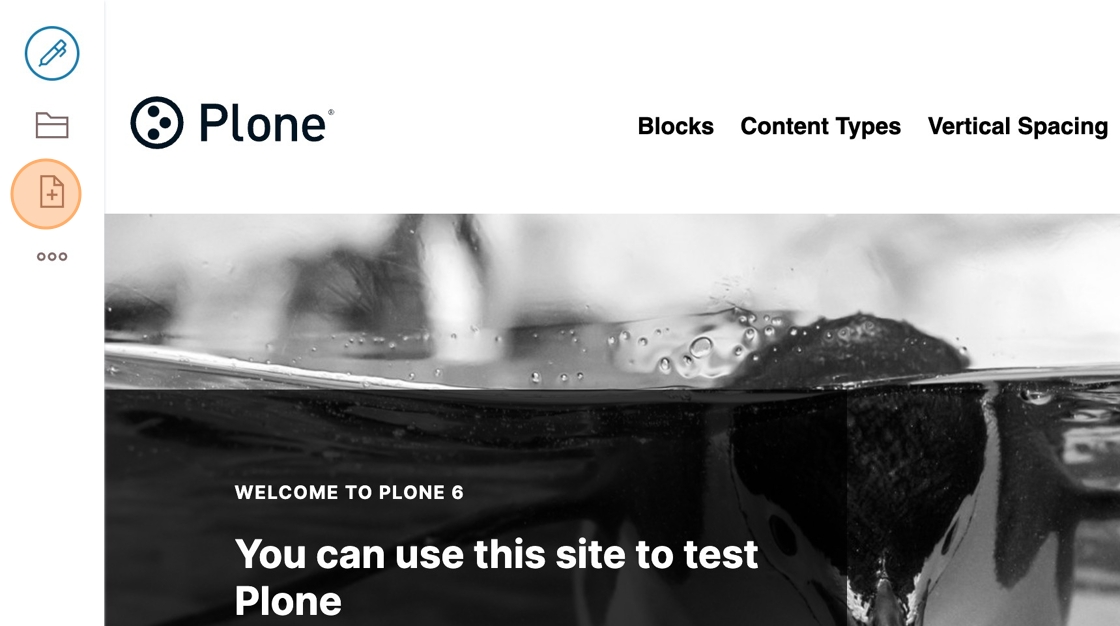 Plone®
Blocks Content Types Vertical Spacing
WELCOME TO PLONE 6
You can use this site to test
Plone